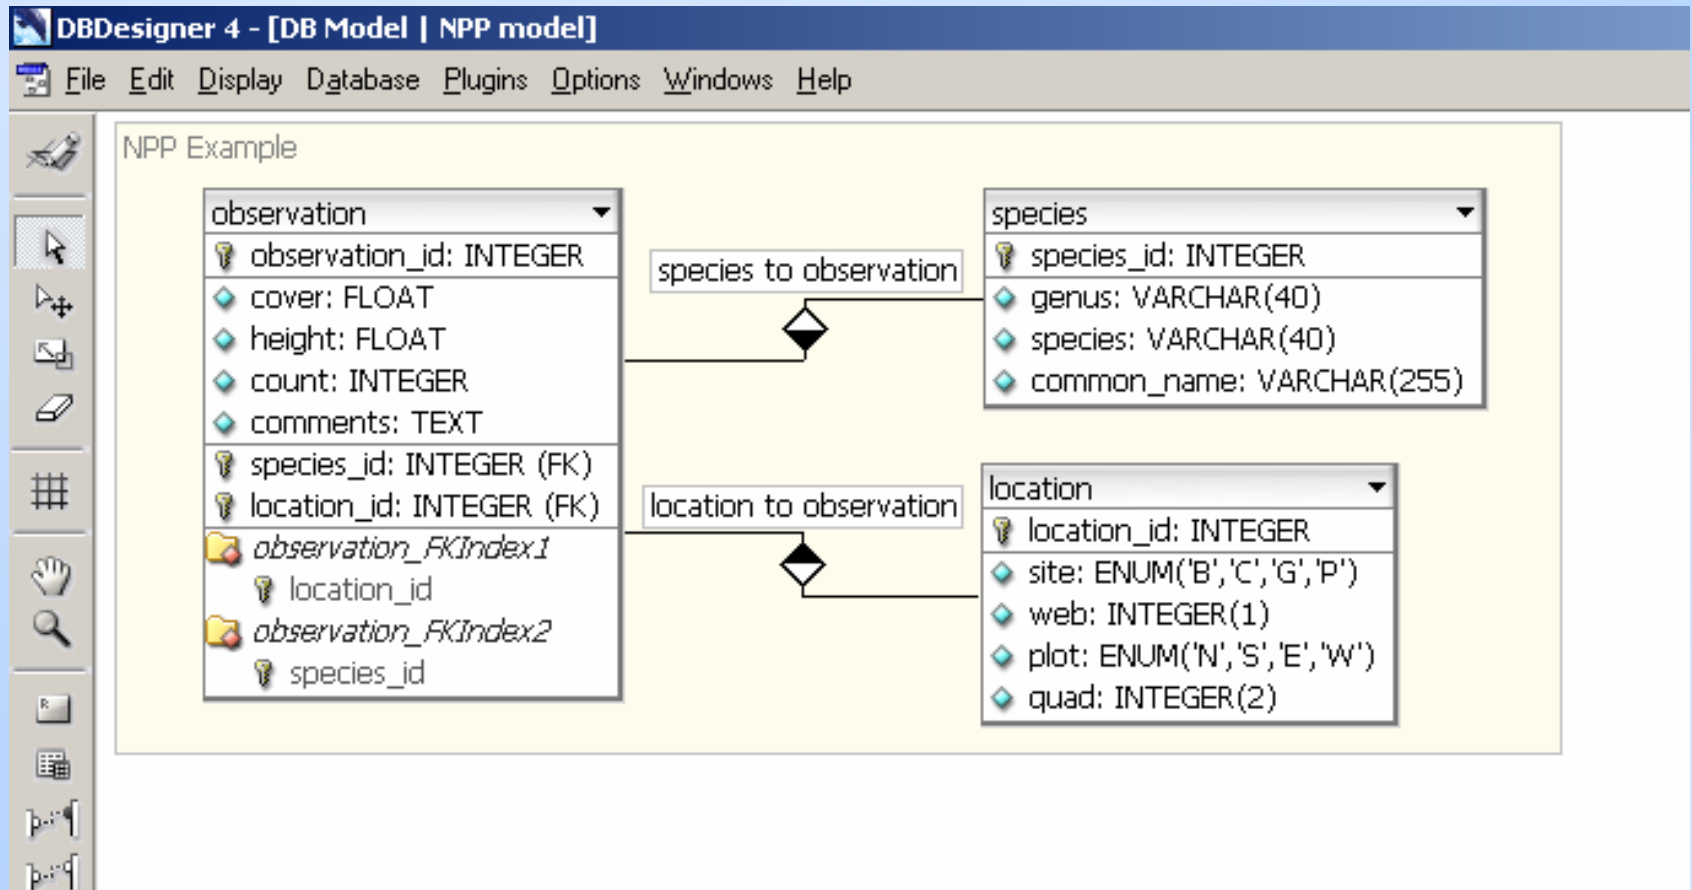 DBDesigner 4 - [DB Model | NPP model]
File Edit Display Database Plugins Options Windows Help
NPP Example
observation
observation_id: INTEGER
cover: FLOAT
height: FLOAT
count: INTEGER
comments: TEXT
species_id: INTEGER (FK)
location_id: INTEGER (FK)
observation_FKIndex1
location_id
observation_FKIndex2
species_id
species to observation
location to observation
species
species_id: INTEGER
genus: VARCHAR(40)
species: VARCHAR(40)
common_name: VARCHAR(255)
location
location_id: INTEGER
site: ENUM('B','C','G','P')
web: INTEGER(1)
plot: ENUM('N','S','E','W')
quad: INTEGER(2)
R